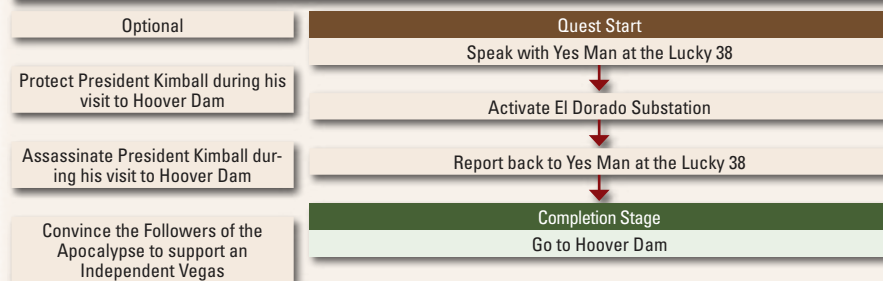 Optional
Protect President Kimball during his
visit to Hoover Dam
Assassinate President Kimball dur-
ing his visit to Hoover Dam
Convince the Followers of the
Apocalypse to support an
Independent Vegas
Quest Start
Speak with Yes Man at the Lucky 38
Activate El Dorado Substation
Report back to Yes Man at the Lucky 38
Completion Stage
Go to Hoover Dam